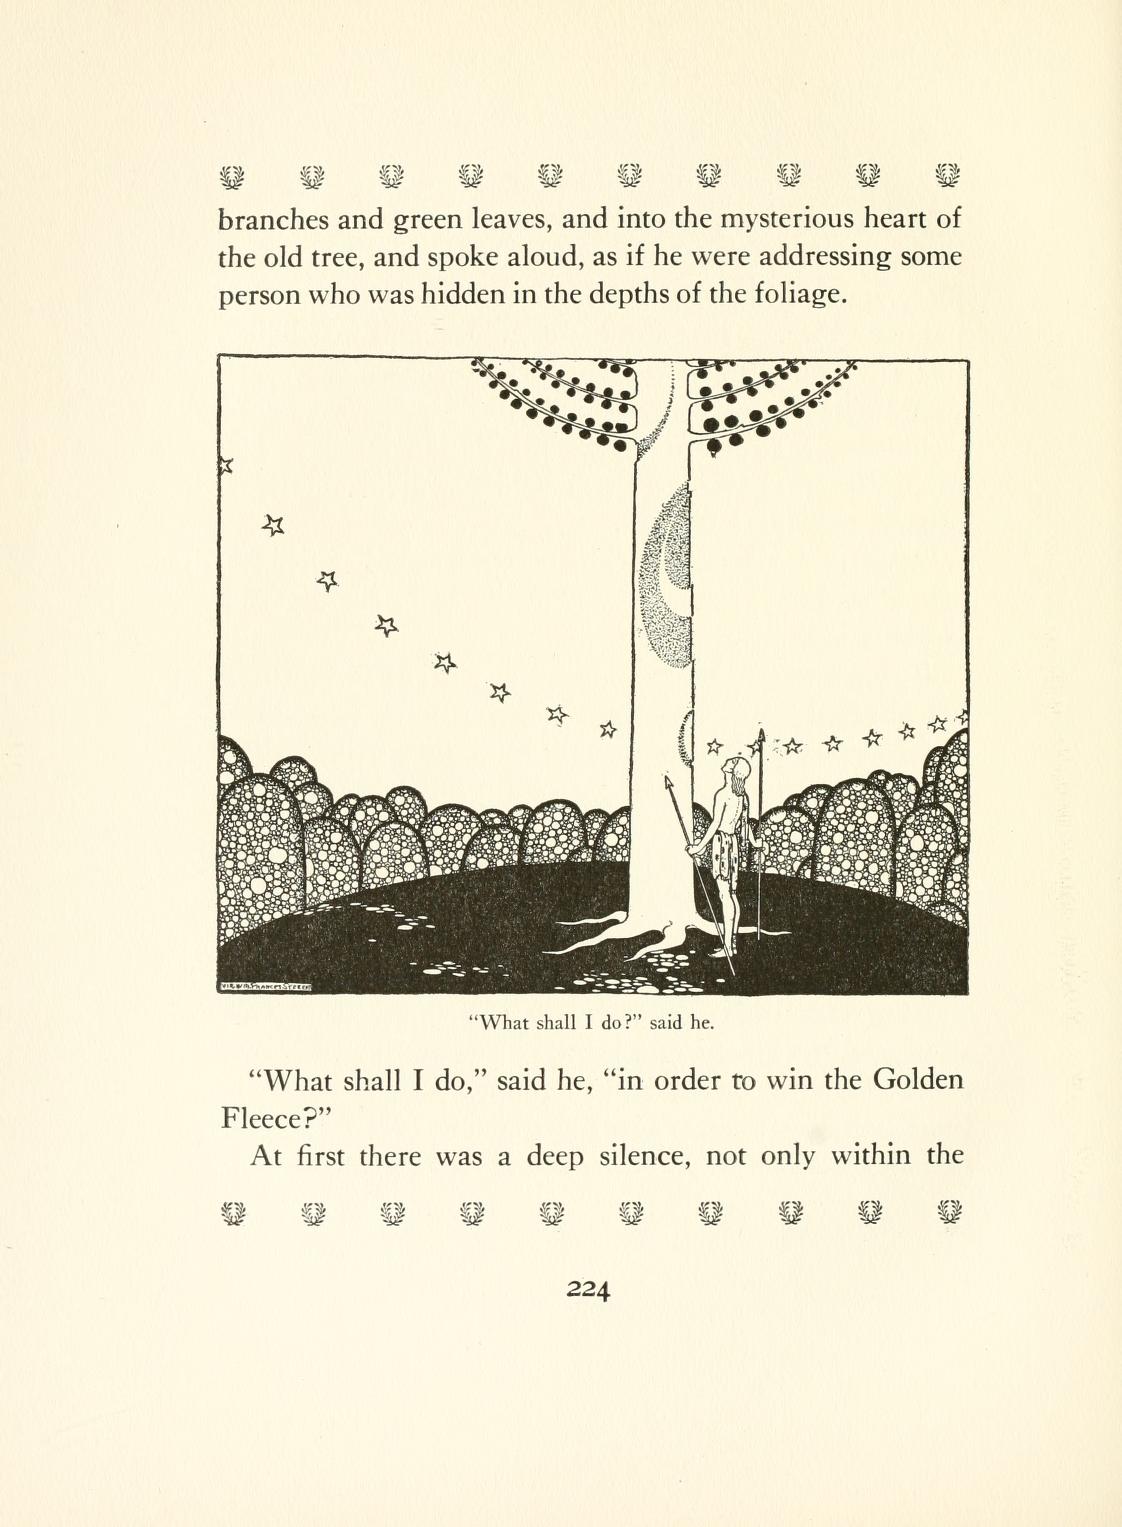 branches and green leaves, and into the mysterious heart of
the old tree, and spoke aloud, as if he were addressing some
person who was hidden in the depths of the foliage.
“What shall I do?” said he.
“What shall I do,” said he, “in order to win the Golden
Fleece?”
At first there was a deep silence, not only within the
224